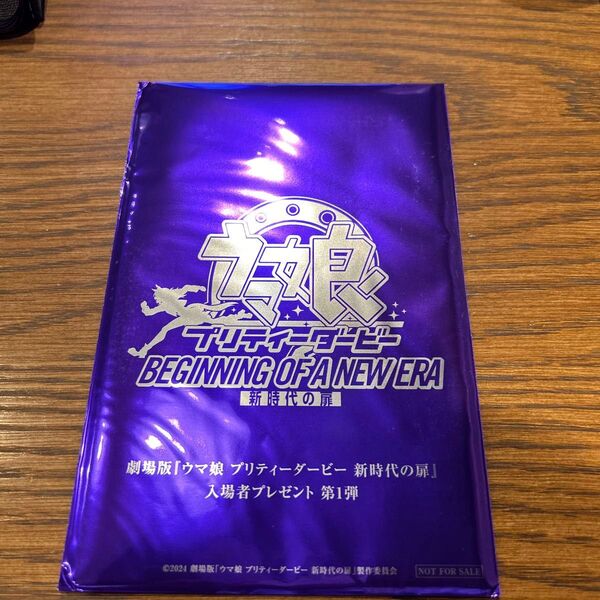 ウマ娘
プリティーダービー
BEGINNING OF A NEW ERA
新時代の扉
劇場版『ウマ娘 プリティーダービー 新時代の扉』
入場者プレゼント 第1弾
©2024 劇場版「ウマ娘 プリティーダービー 新時代の扉」製作委員会 NOT FOR SALE